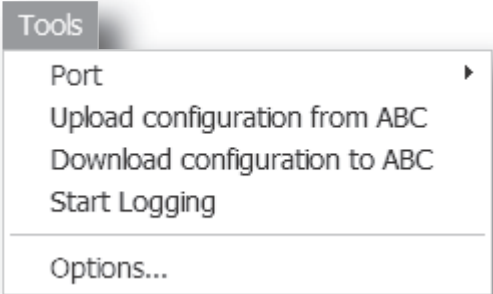 Tools
Port
Upload configuration from ABC
Download configuration to ABC
Start Logging
Options...